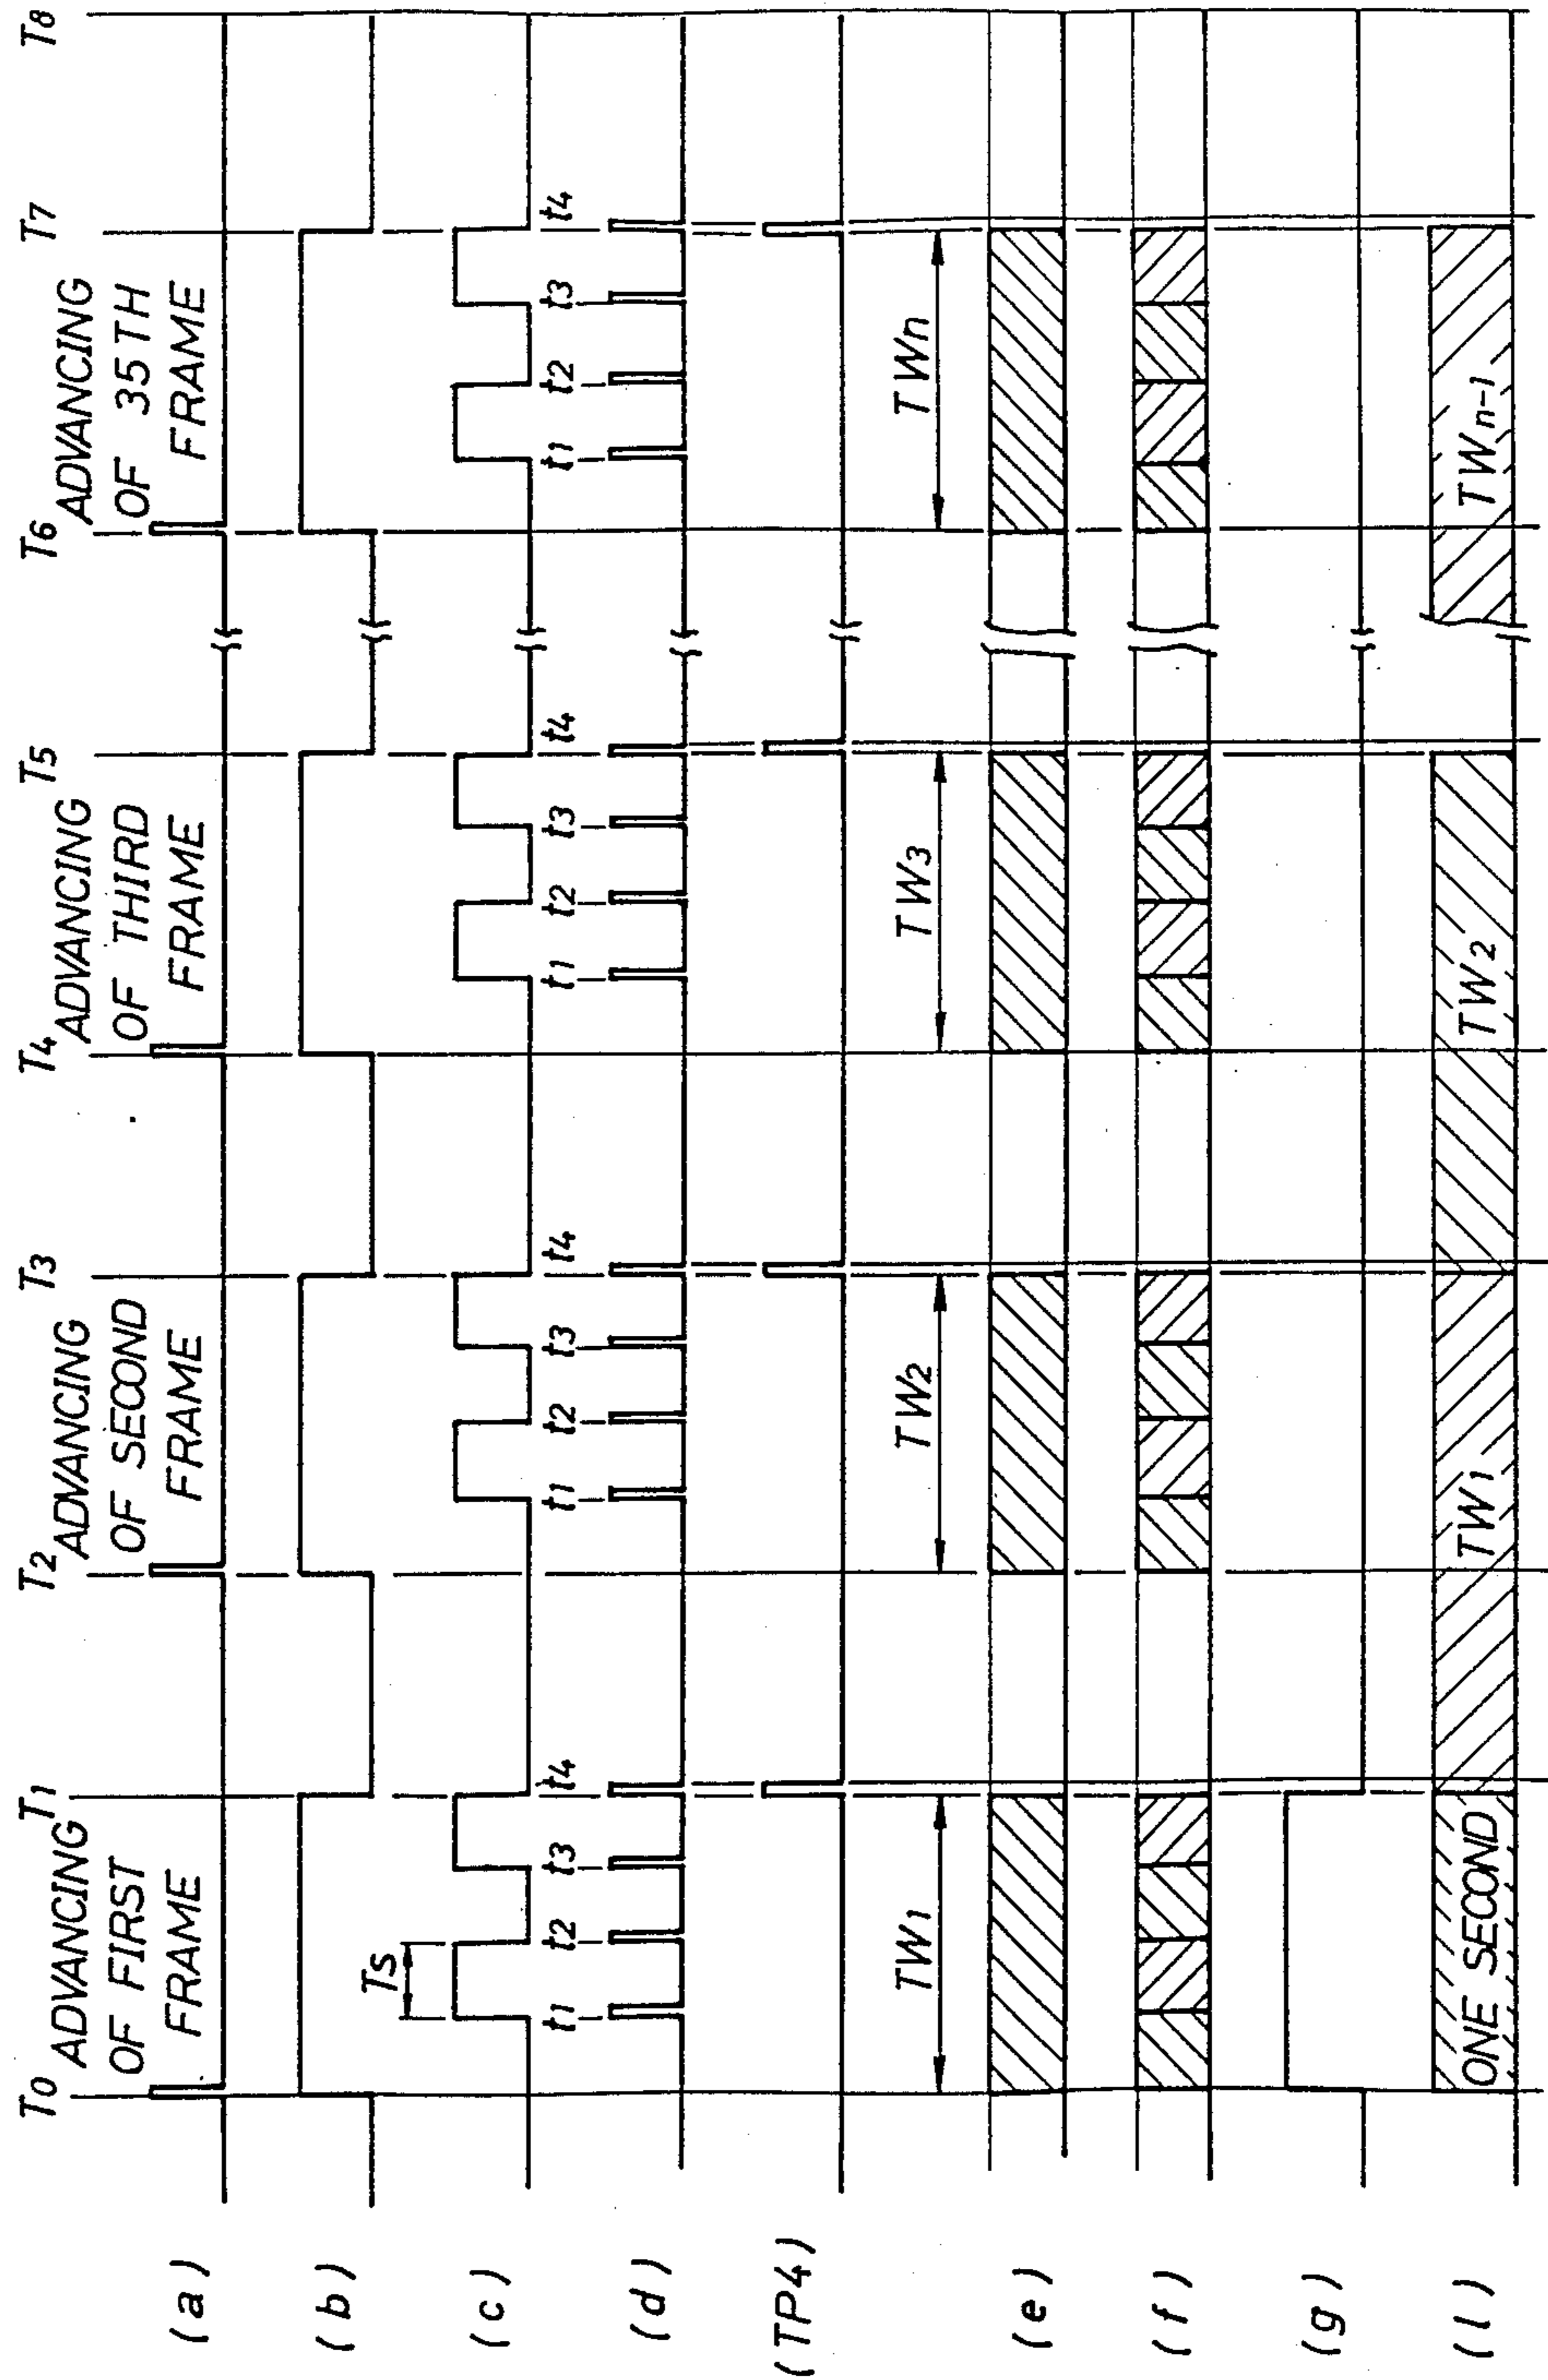 T0 T1 T2 T3 T4 T5 T6 T7 T8
ADVANCING
OF FIRST
FRAME
ADVANCING
OF SECOND
FRAME
ADVANCING
OF THIRD
FRAME
ADVANCING
OF 35TH
FRAME
(a)
(b)
Ts
(c)
t1 t2 t3 t4 t1 t2 t3 t4 t1 t2 t3 t4 t1 t2 t3 t4
(d)
(TP4)
TW1 TW2 TW3 TWn
(e)
(f)
(g)
(l) ONE SECOND TW1 TW2 TWn-1